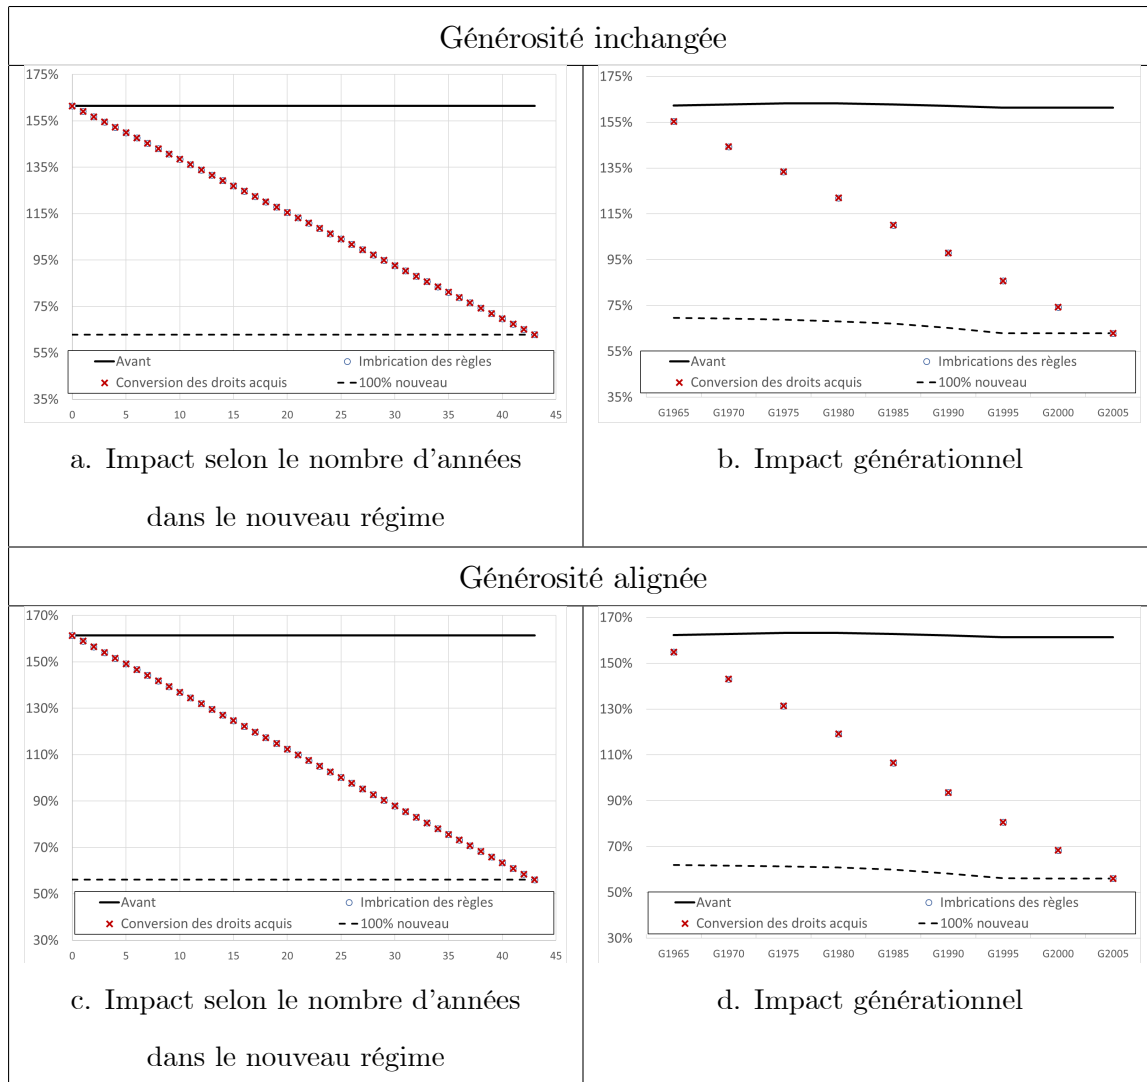 Générosité inchangée
175%
155%
135%
115%
95%
75%
55%
35%
Avant
Imbrication des règles
Conversion des droits acquis
100% nouveau
0 5 10 15 20 25 30 35 40 45
a. Impact selon le nombre d'années
dans le nouveau régime
175%
155%
135%
115%
95%
75%
55%
35%
Avant
Imbrications des règles
Conversion des droits acquis
100% nouveau
G1965 G1970 G1975 G1980 G1985 G1990 G1995 G2000 G2005
b. Impact générationnel
Générosité alignée
170%
150%
130%
110%
90%
70%
50%
30%
Avant
Imbrication des règles
Conversion des droits acquis
100% nouveau
0 5 10 15 20 25 30 35 40 45
c. Impact selon le nombre d'années
dans le nouveau régime
170%
150%
130%
110%
90%
70%
50%
30%
Avant
Imbrications des règles
Conversion des droits acquis
100% nouveau
G1965 G1970 G1975 G1980 G1985 G1990 G1995 G2000 G2005
d. Impact générationnel